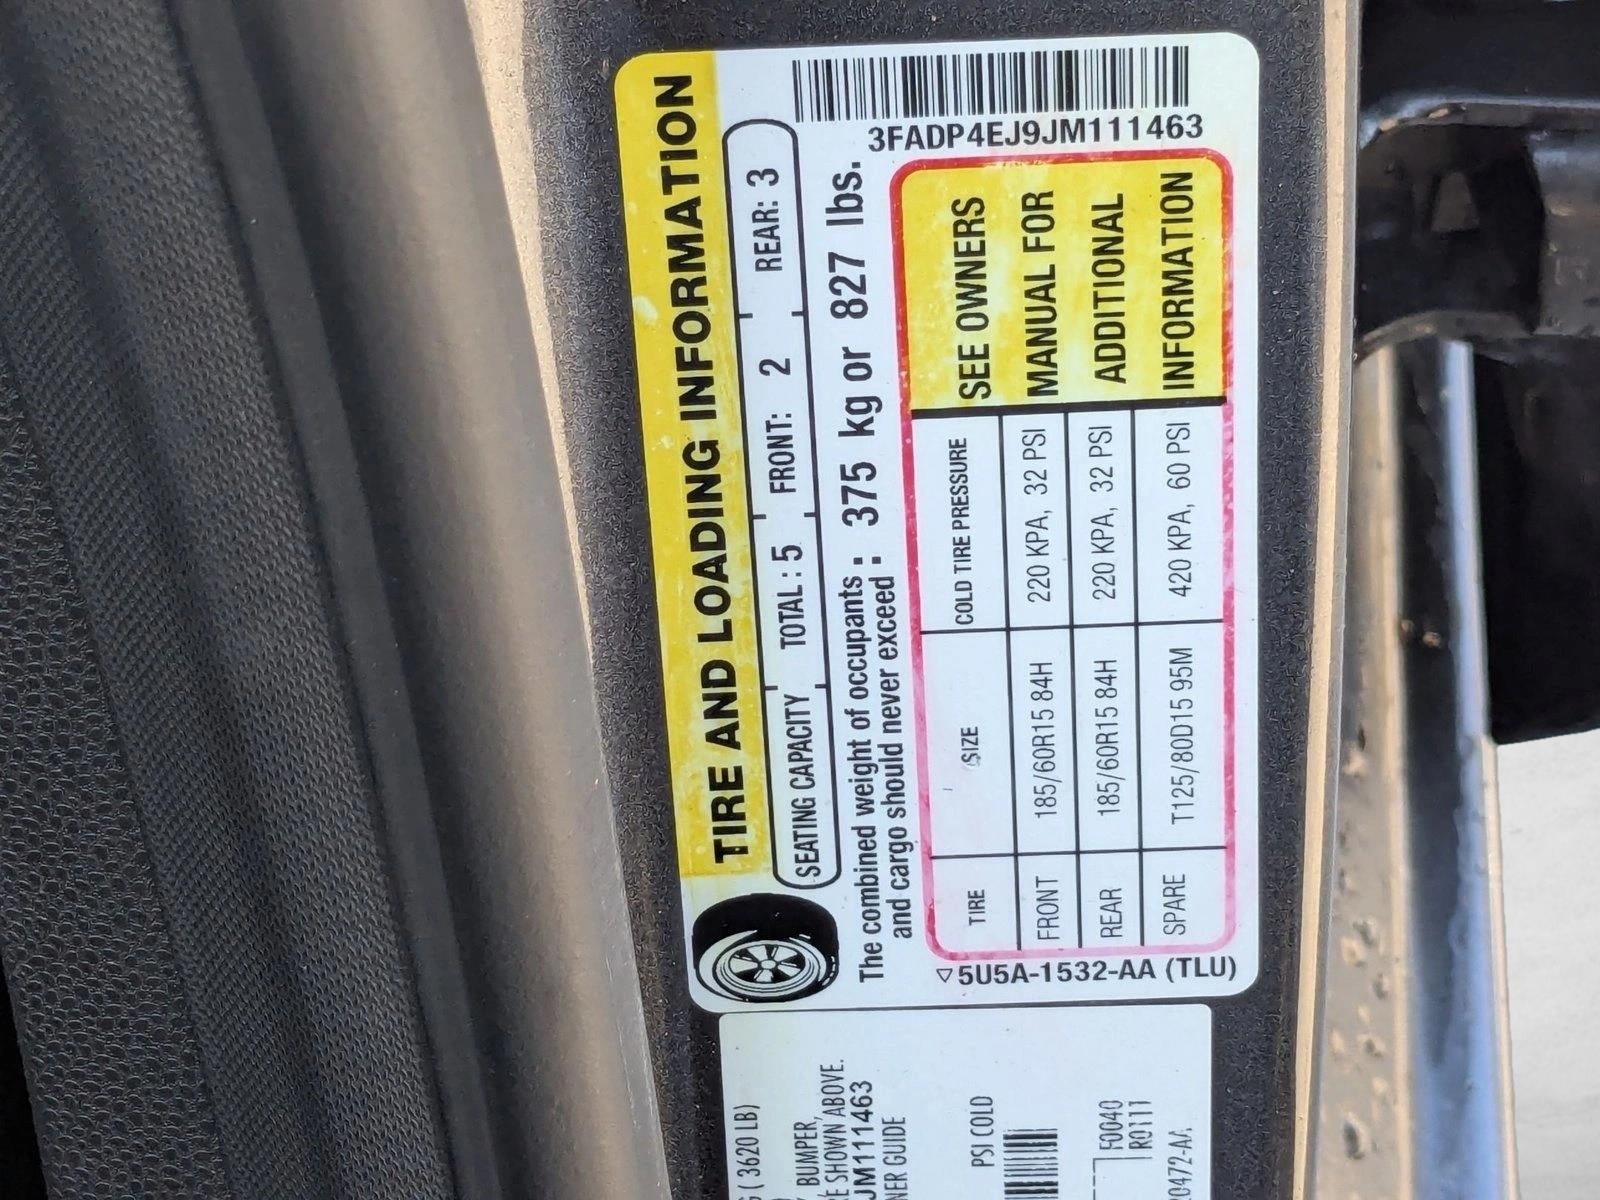 3FADP4EJ9JM111463
TIRE AND LOADING INFORMATION
SEATING CAPACITY TOTAL: 5 FRONT: 2 REAR: 3
The combined weight of occupants
and cargo should never exceed : 375 kg or 827 lbs.
TIRE SIZE COLD TIRE PRESSURE
FRONT 185/60R15 84H 220 KPA, 32 PSI
REAR 185/60R15 84H 220 KPA, 32 PSI
SPARE T125/80D15 95M 420 KPA, 60 PSI
SEE OWNERS
MANUAL FOR
ADDITIONAL
INFORMATION
5U5A-1532-AA (TLU)
( 3620 LB)
BUMPER,
SHOWN ABOVE.
JM111463
GUIDE
PSI COLD
F0040
R0111
0472-AA